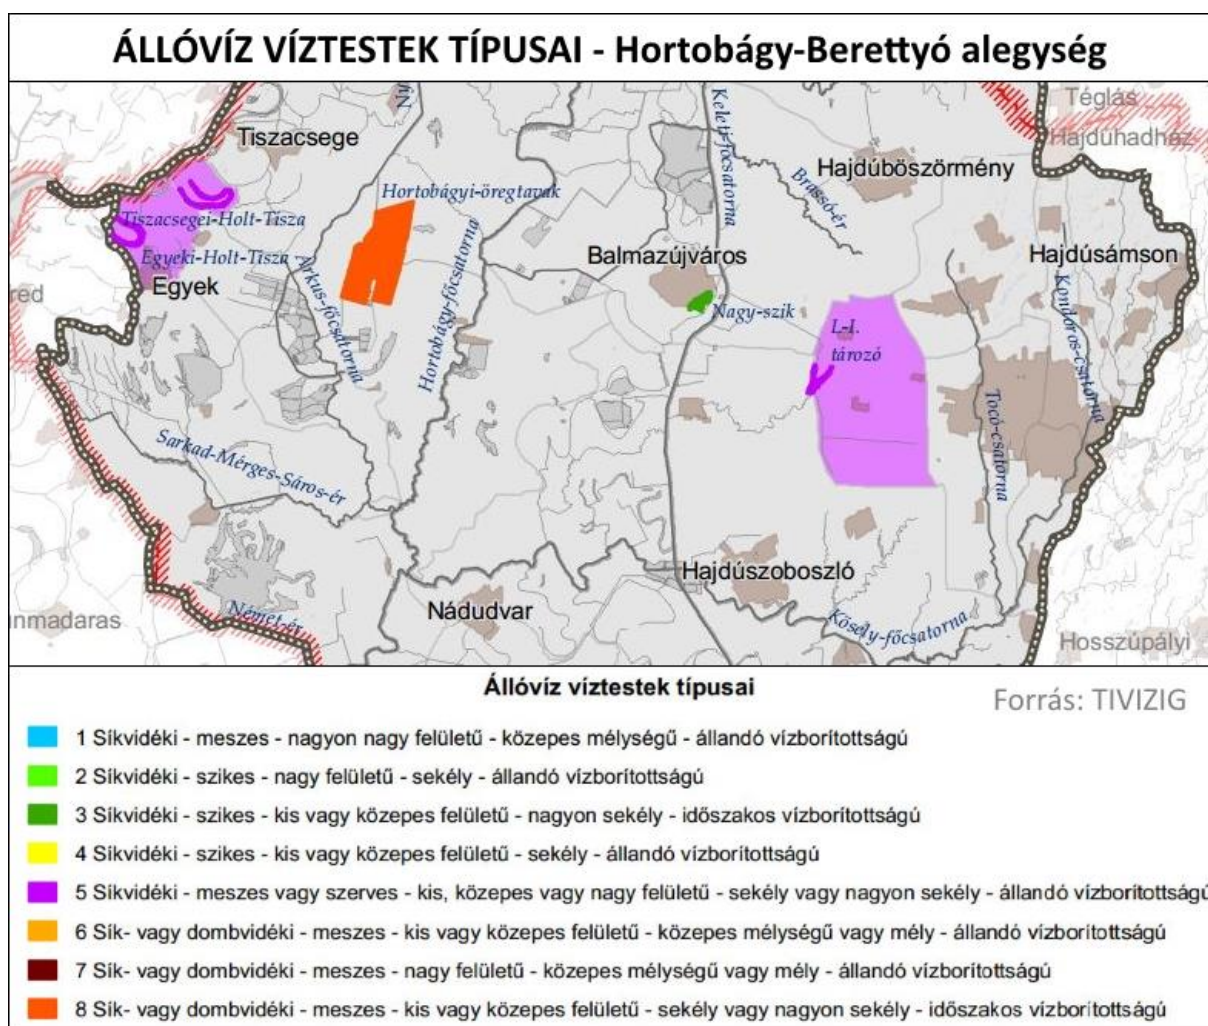 ÁLLÓVÍZ VÍZTESTEK TÍPUSAI - Hortobágy-Berettyó alegység
Ny
Keleti-főcsatorna
Téglás
Hajdúhadház
Tiszacsege
Hajdúböszörmény
Brassó-ér
Hortobágyi-öregtavak
Tiszacsegei-Holt-Tisza
Egyeki-Holt-Tisza
Egyek
Árkus-főcsatorna
Hortobágy-főcsatorna
Balmazújváros
Nagy-szik
Hajdúsámson
Kondoros-csatorna
red
L-I.
tározó
Tocó-csatorna
Sarkad-Mérges-Sáros-ér
Hajdúszoboszló
Nádudvar
Német-ér
Kösely-főcsatorna
nmadaras
Hosszúpályi
Állóvíz víztestek típusai
Forrás: TIVIZIG
1 Síkvidéki - meszes - nagyon nagy felületű - közepes mélységű - állandó vízborítottságú
2 Síkvidéki - szikes - nagy felületű - sekély - állandó vízborítottságú
3 Síkvidéki - szikes - kis vagy közepes felületű - nagyon sekély - időszakos vízborítottságú
4 Síkvidéki - szikes - kis vagy közepes felületű - sekély - állandó vízborítottságú
5 Síkvidéki - meszes vagy szerves - kis, közepes vagy nagy felületű - sekély vagy nagyon sekély - állandó vízborítottságú
6 Sík- vagy dombvidéki - meszes - kis vagy közepes felületű - közepes mélységű vagy mély - állandó vízborítottságú
7 Sík- vagy dombvidéki - meszes - nagy felületű - közepes mélységű vagy mély - állandó vízborítottságú
8 Sík- vagy dombvidéki - meszes - kis vagy közepes felületű - sekély vagy nagyon sekély - időszakos vízborítottságú